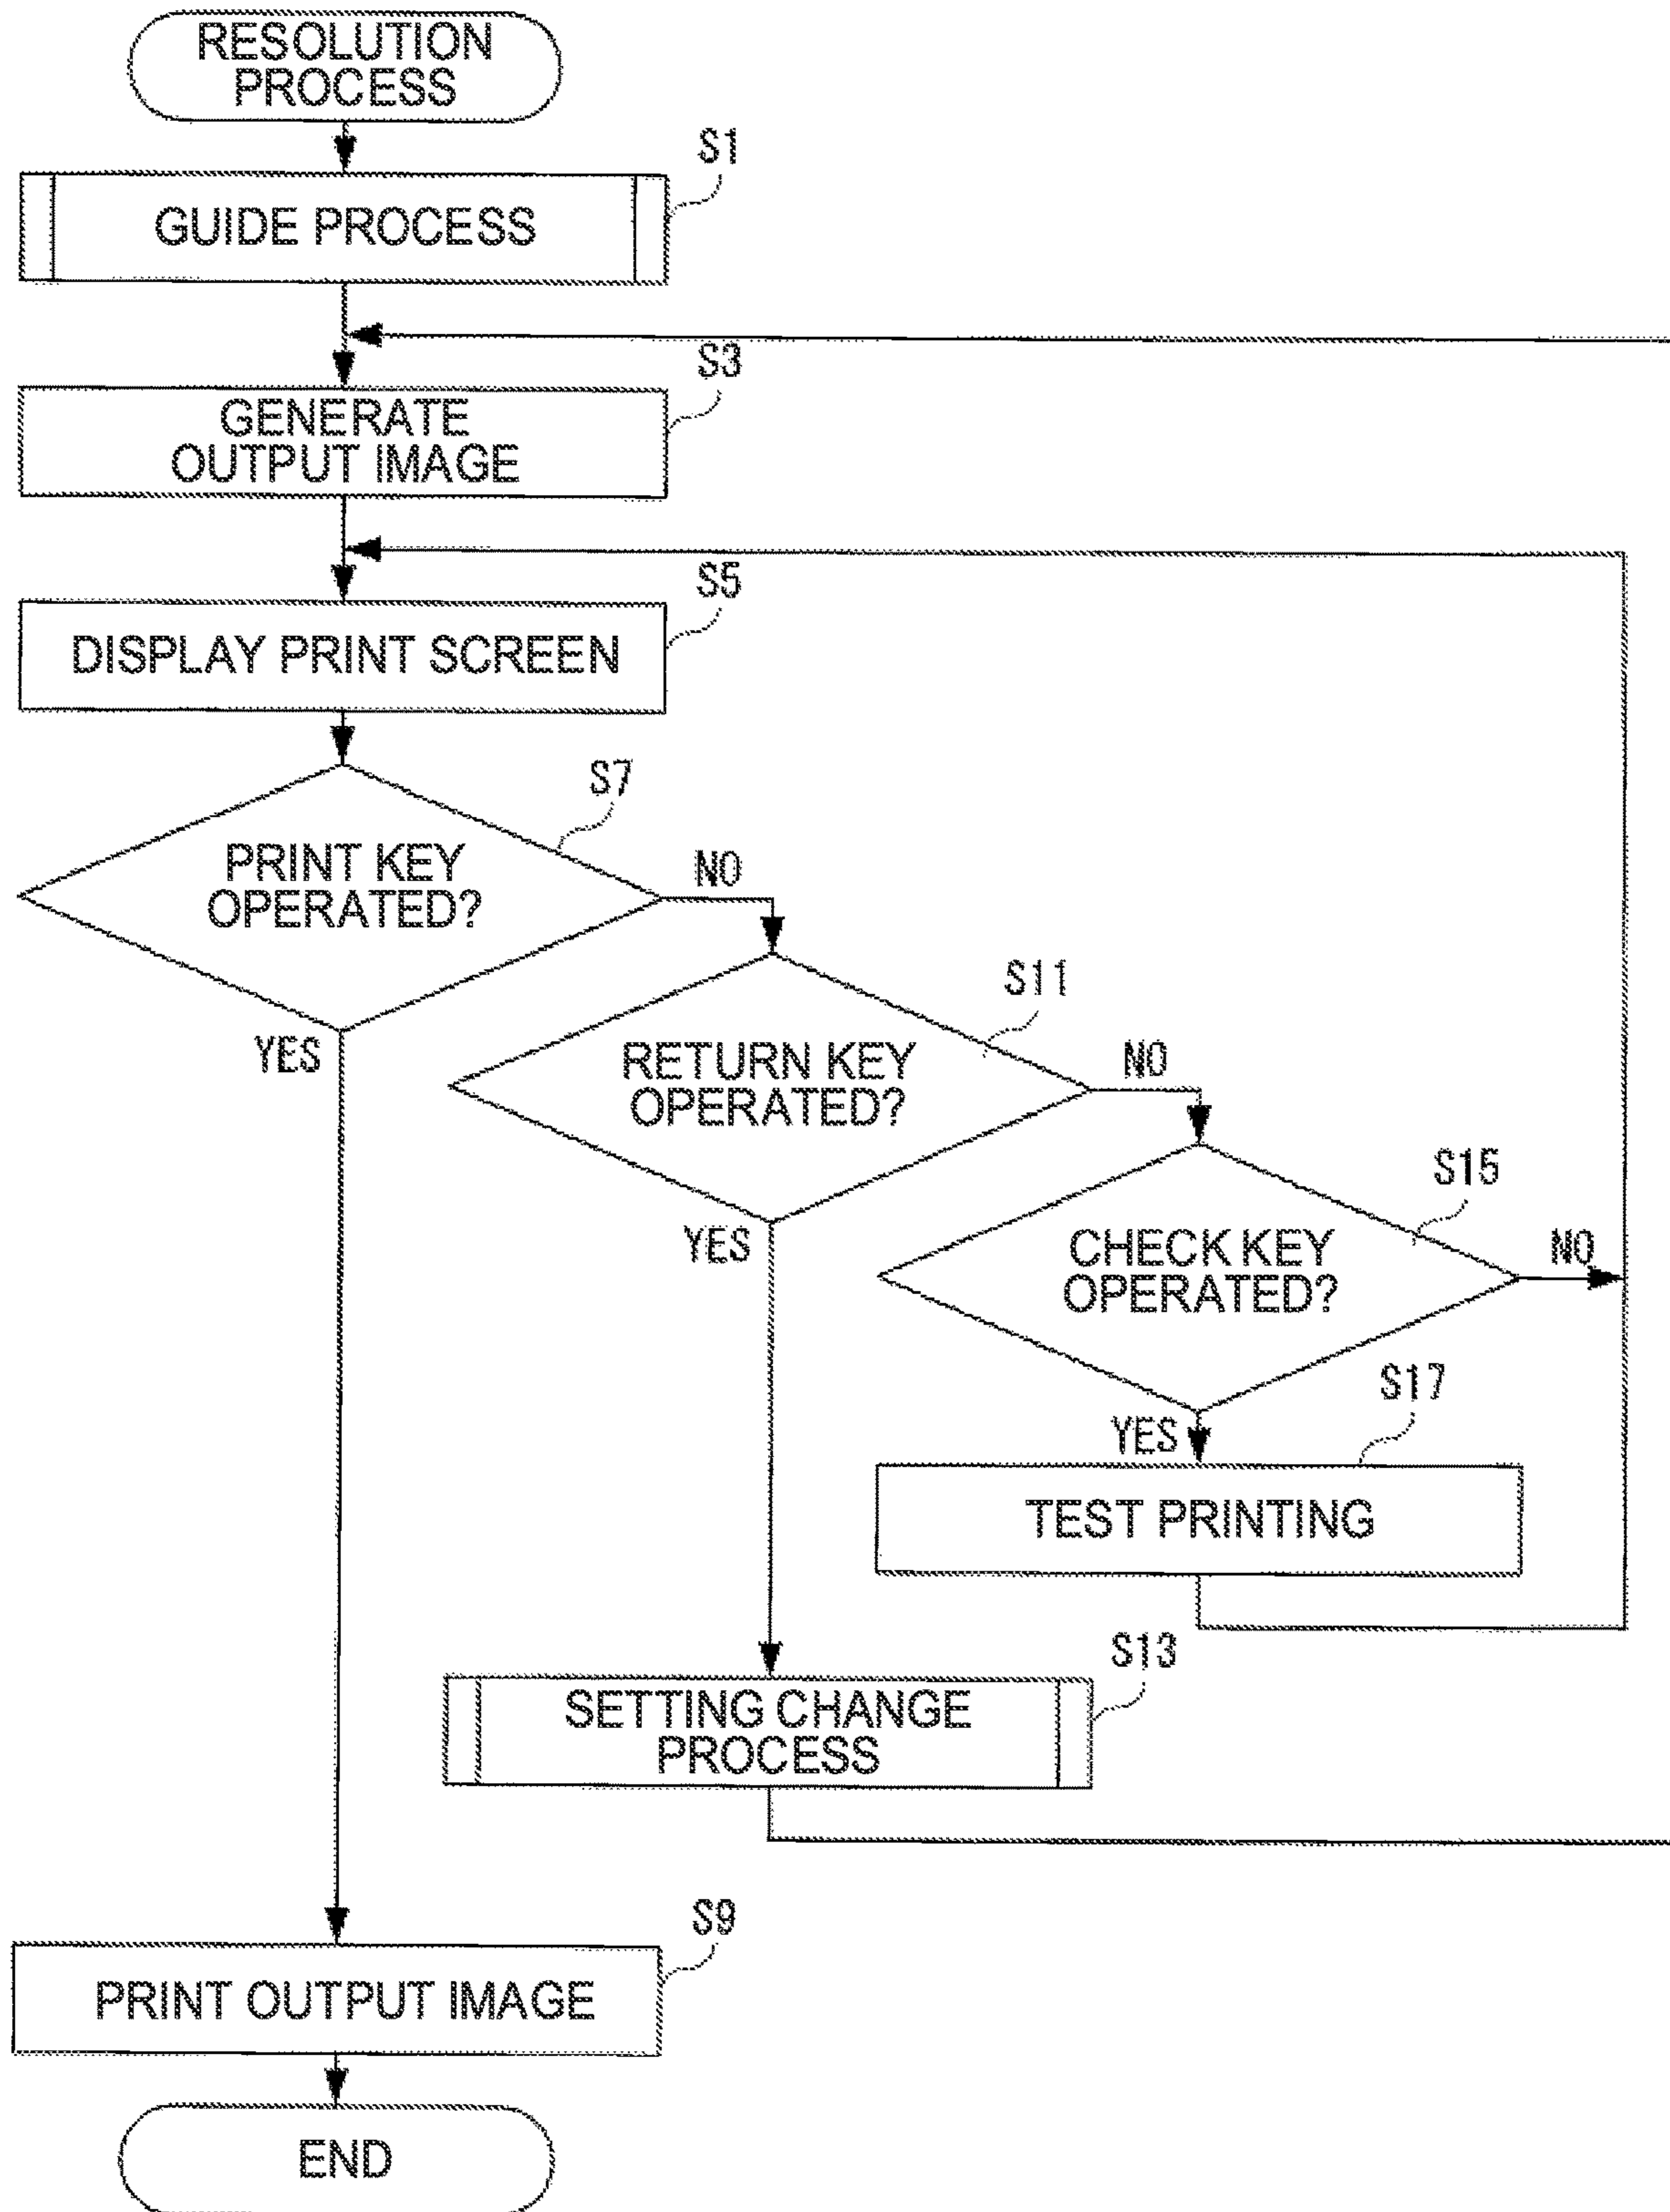 RESOLUTION
PROCESS
S1
GUIDE PROCESS
S3
GENERATE
OUTPUT IMAGE
S5
DISPLAY PRINT SCREEN
S7
PRINT KEY
OPERATED?
NO
YES
S11
RETURN KEY
OPERATED?
NO
YES
S15
CHECK KEY
OPERATED?
NO
YES
S17
TEST PRINTING
S13
SETTING CHANGE
PROCESS
S9
PRINT OUTPUT IMAGE
END